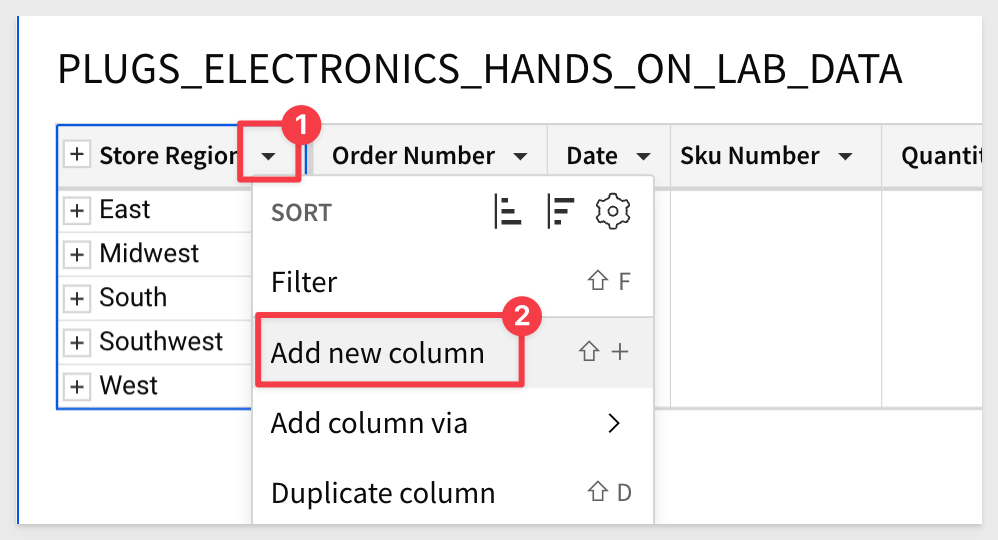 PLUGS_ELECTRONICS_HANDS_ON_LAB_DATA
1
Store Region Order Number Date Sku Number Quantit
East
Midwest
South
Southwest
West
SORT
Filter ⇧ F
2
Add new column ⇧ +
Add column via
Duplicate column ⇧ D